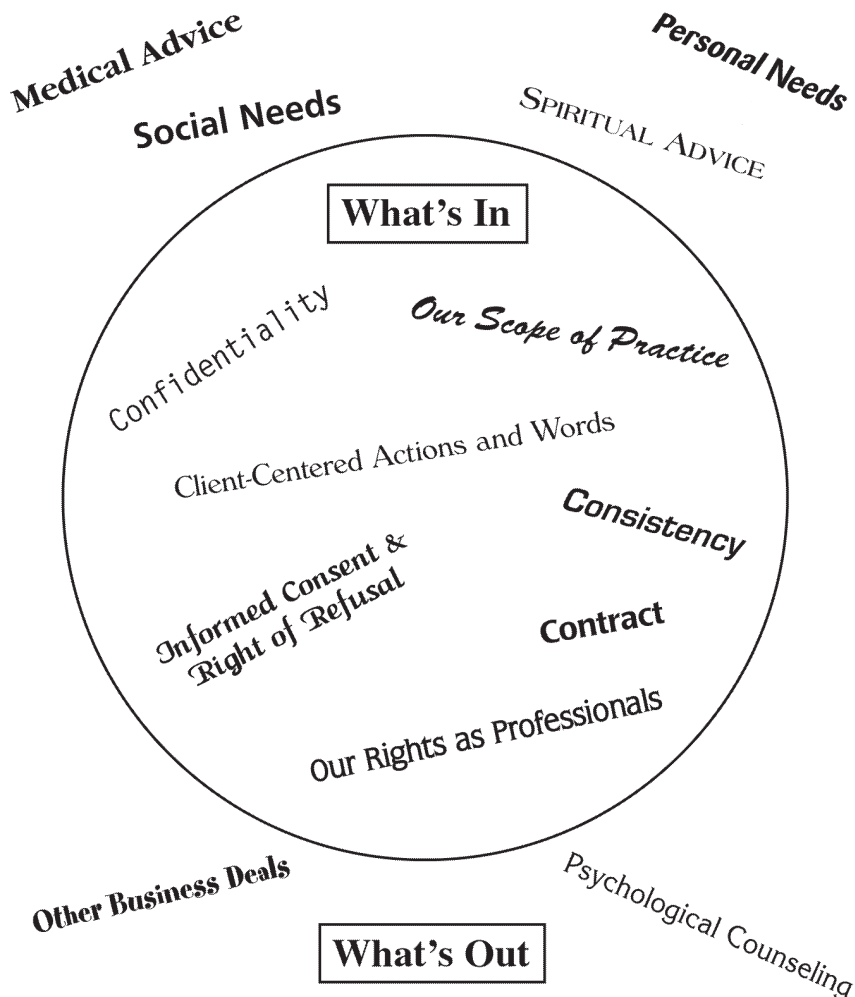 Medical Advice
Personal Needs
Social Needs
SPIRITUAL ADVICE
What's In
Confidentiality
Our Scope of Practice
Client-Centered Actions and Words
Consistency
Informed Consent &
Right of Refusal
Contract
Our Rights as Professionals
Other Business Deals
Psychological Counseling
What's Out